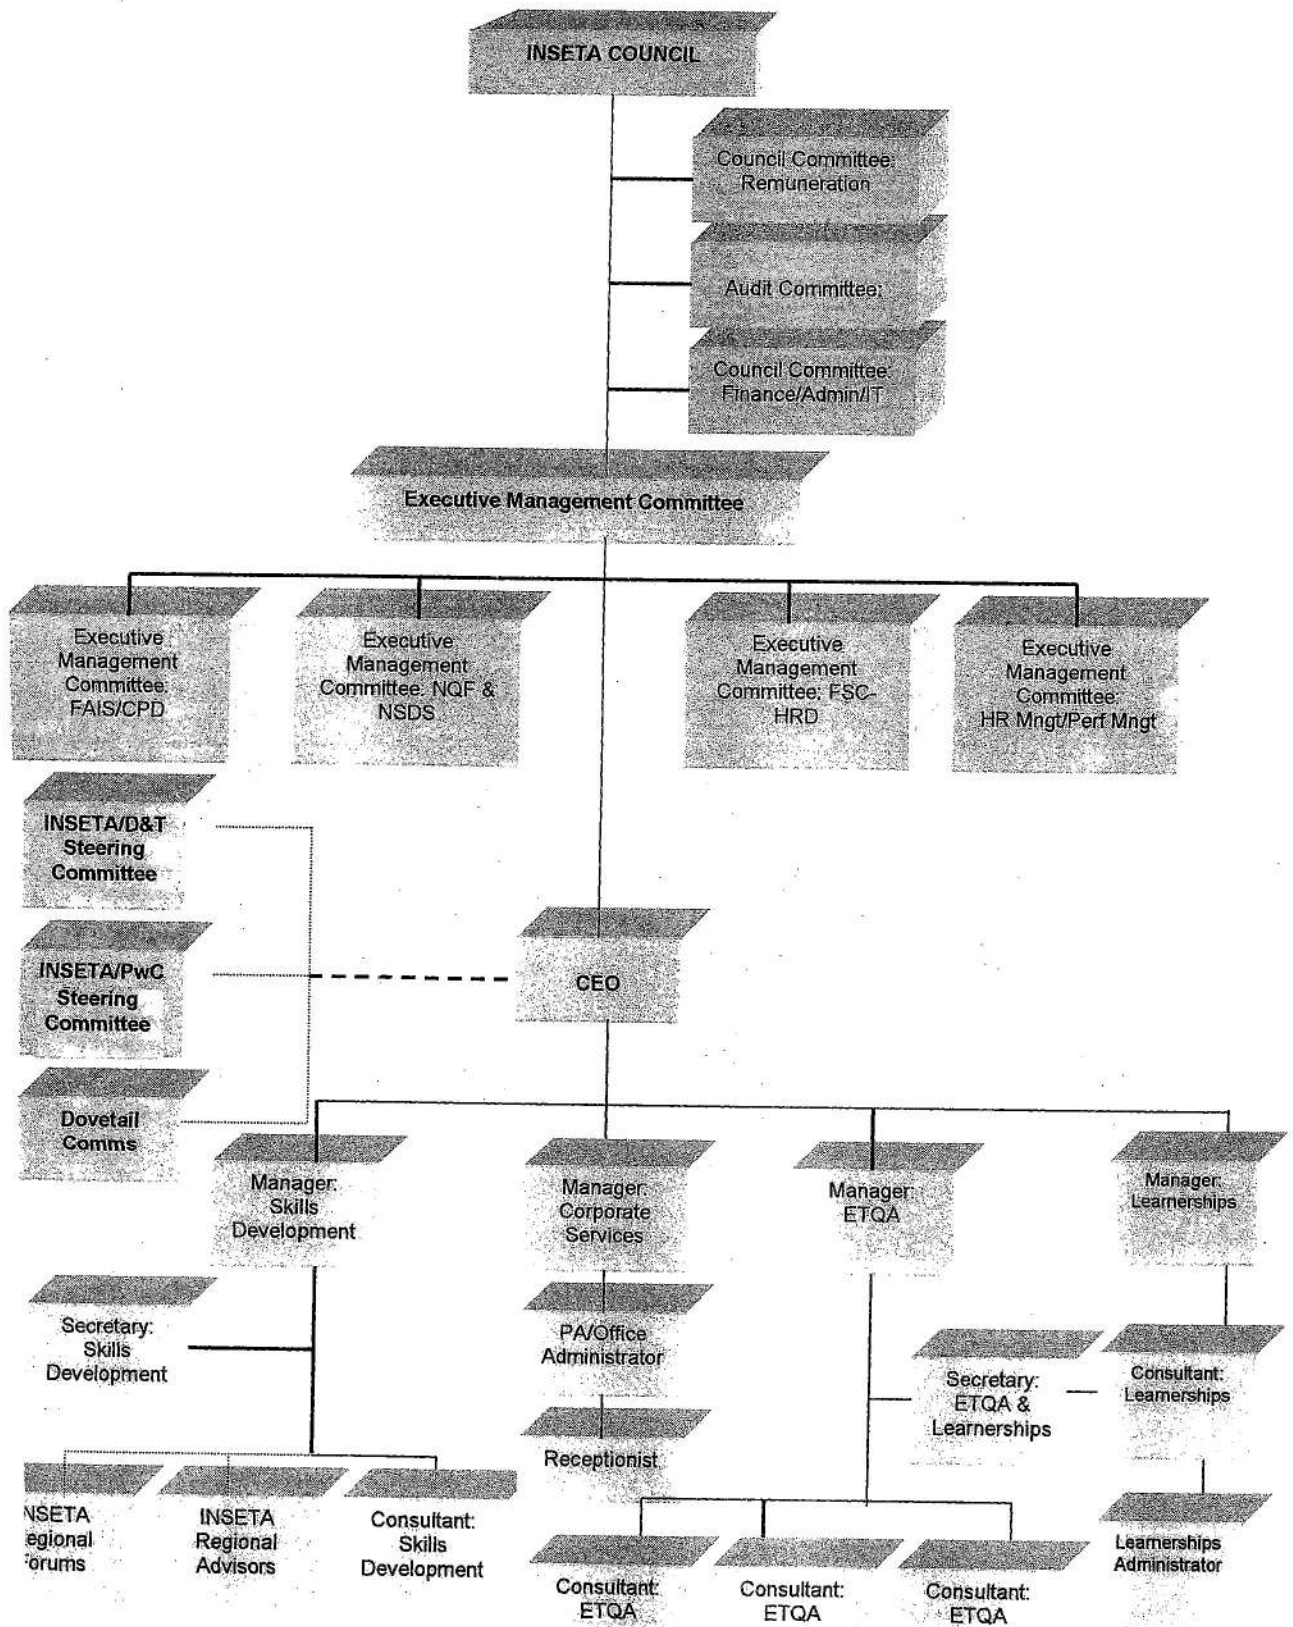 INSETA COUNCIL
Council Committee:
Remuneration
Audit Committee:
Council Committee:
Finance/Admin/IT
Executive Management Committee
Executive
Management
Committee:
FAIS/CPD
Executive
Management
Committee: NQF &
NSDS
Executive
Management
Committee: FSC-
HRD
Executive
Management
Committee:
HR Mngt/Perf Mngt
INSETA/D&T
Steering
Committee
INSETA/PwC
Steering
Committee
CEO
Dovetail
Comms
Manager:
Skills
Development
Manager:
Corporate
Services
Manager:
ETQA
Manager:
Learnerships
Secretary:
Skills
Development
PA/Office
Administrator
Secretary:
ETQA &
Learnerships
Consultant:
Learnerships
Receptionist
NSETA
egional
orums
INSETA
Regional
Advisors
Consultant:
Skills
Development
Consultant:
ETQA
Consultant:
ETQA
Consultant:
ETQA
Learnerships
Administrator